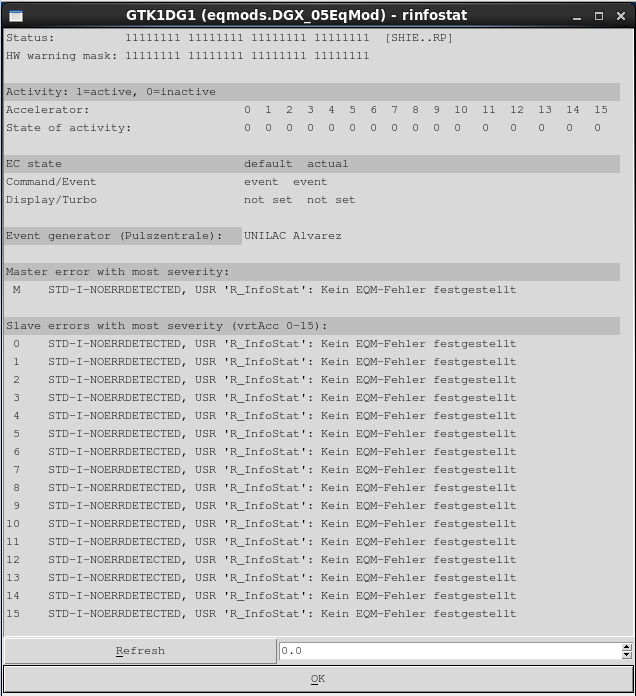 GTK1DG1 (eqmods.DGX_05EqMod) - rinfostat
Status: 11111111 11111111 11111111 11111111 [SHIE..RP]
HW warning mask: 11111111 11111111 11111111 11111111
Activity: 1=active, 0=inactive
Accelerator: 0 1 2 3 4 5 6 7 8 9 10 11 12 13 14 15
State of activity: 0 0 0 0 0 0 0 0 0 0 0 0 0 0 0 0
EC state default actual
Command/Event event event
Display/Turbo not set not set
Event generator (Pulszentrale): UNILAC Alvarez
Master error with most severity:
M STD-I-NOERRDETECTED, USR 'R_InfoStat': Kein EQM-Fehler festgestellt
Slave errors with most severity (vrtAcc 0-15):
0 STD-I-NOERRDETECTED, USR 'R_InfoStat': Kein EQM-Fehler festgestellt
1 STD-I-NOERRDETECTED, USR 'R_InfoStat': Kein EQM-Fehler festgestellt
2 STD-I-NOERRDETECTED, USR 'R_InfoStat': Kein EQM-Fehler festgestellt
3 STD-I-NOERRDETECTED, USR 'R_InfoStat': Kein EQM-Fehler festgestellt
4 STD-I-NOERRDETECTED, USR 'R_InfoStat': Kein EQM-Fehler festgestellt
5 STD-I-NOERRDETECTED, USR 'R_InfoStat': Kein EQM-Fehler festgestellt
6 STD-I-NOERRDETECTED, USR 'R_InfoStat': Kein EQM-Fehler festgestellt
7 STD-I-NOERRDETECTED, USR 'R_InfoStat': Kein EQM-Fehler festgestellt
8 STD-I-NOERRDETECTED, USR 'R_InfoStat': Kein EQM-Fehler festgestellt
9 STD-I-NOERRDETECTED, USR 'R_InfoStat': Kein EQM-Fehler festgestellt
10 STD-I-NOERRDETECTED, USR 'R_InfoStat': Kein EQM-Fehler festgestellt
11 STD-I-NOERRDETECTED, USR 'R_InfoStat': Kein EQM-Fehler festgestellt
12 STD-I-NOERRDETECTED, USR 'R_InfoStat': Kein EQM-Fehler festgestellt
13 STD-I-NOERRDETECTED, USR 'R_InfoStat': Kein EQM-Fehler festgestellt
14 STD-I-NOERRDETECTED, USR 'R_InfoStat': Kein EQM-Fehler festgestellt
15 STD-I-NOERRDETECTED, USR 'R_InfoStat': Kein EQM-Fehler festgestellt
Refresh 0.0
OK